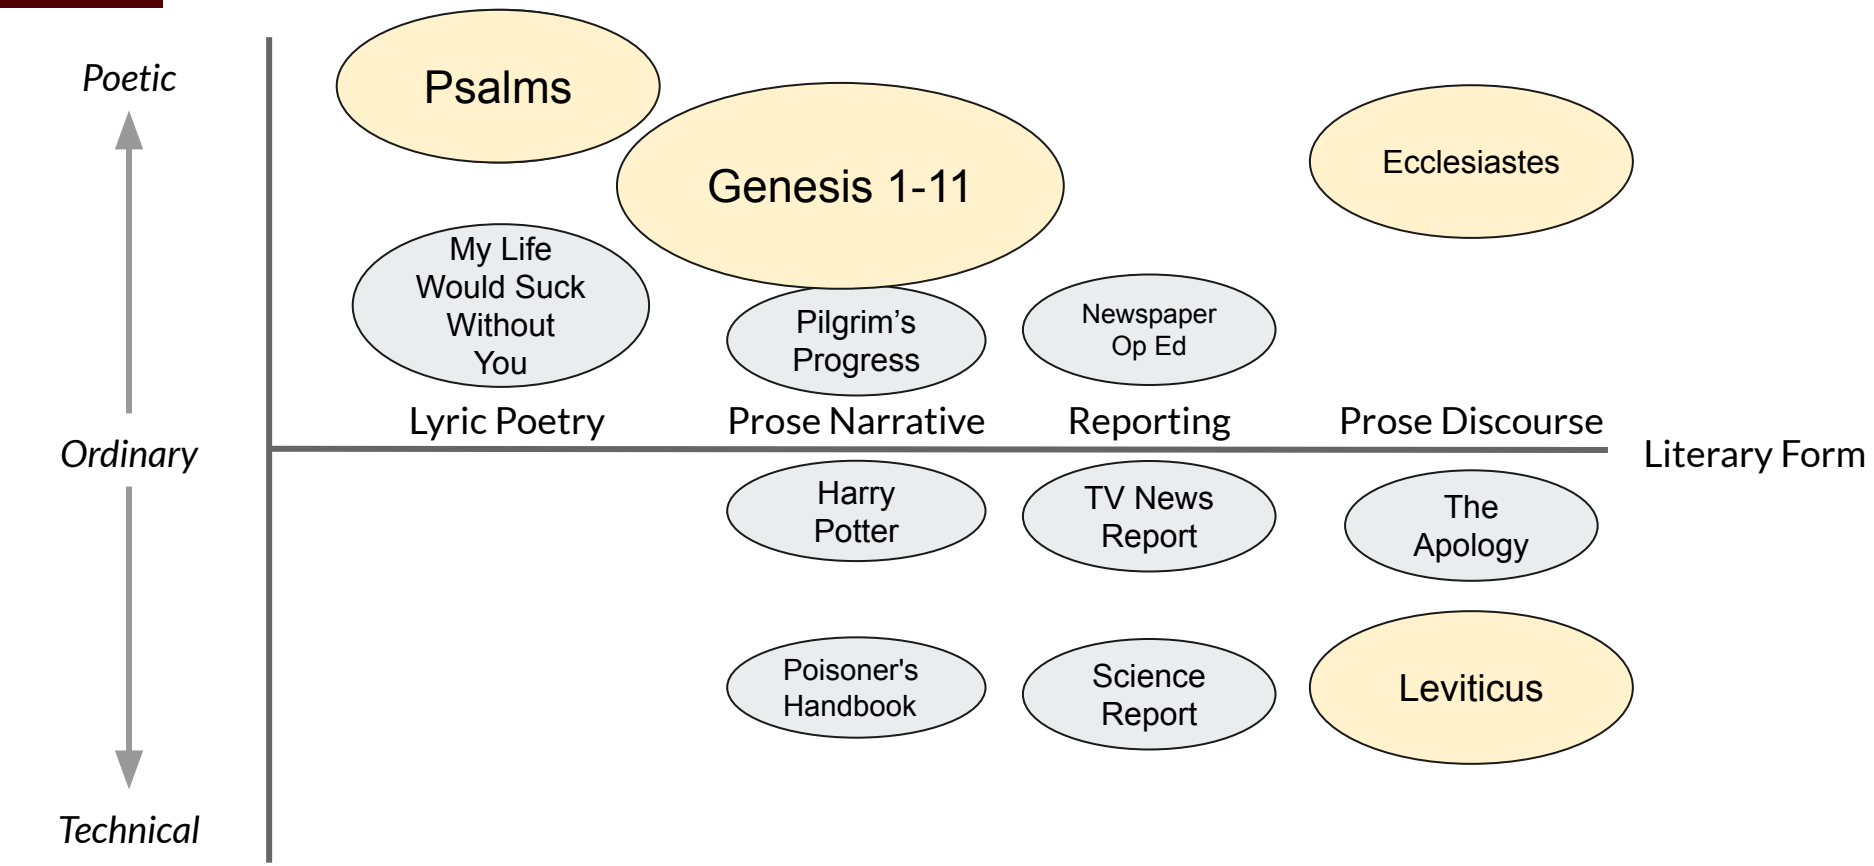 Poetic
Psalms
Genesis 1-11
Ecclesiastes
My Life
Would Suck
Without
You
Pilgrim’s
Progress
Newspaper
Op Ed
Lyric Poetry
Prose Narrative
Reporting
Prose Discourse
Ordinary
Literary Form
Harry
Potter
TV News
Report
The
Apology
Poisoner's
Handbook
Science
Report
Leviticus
Technical